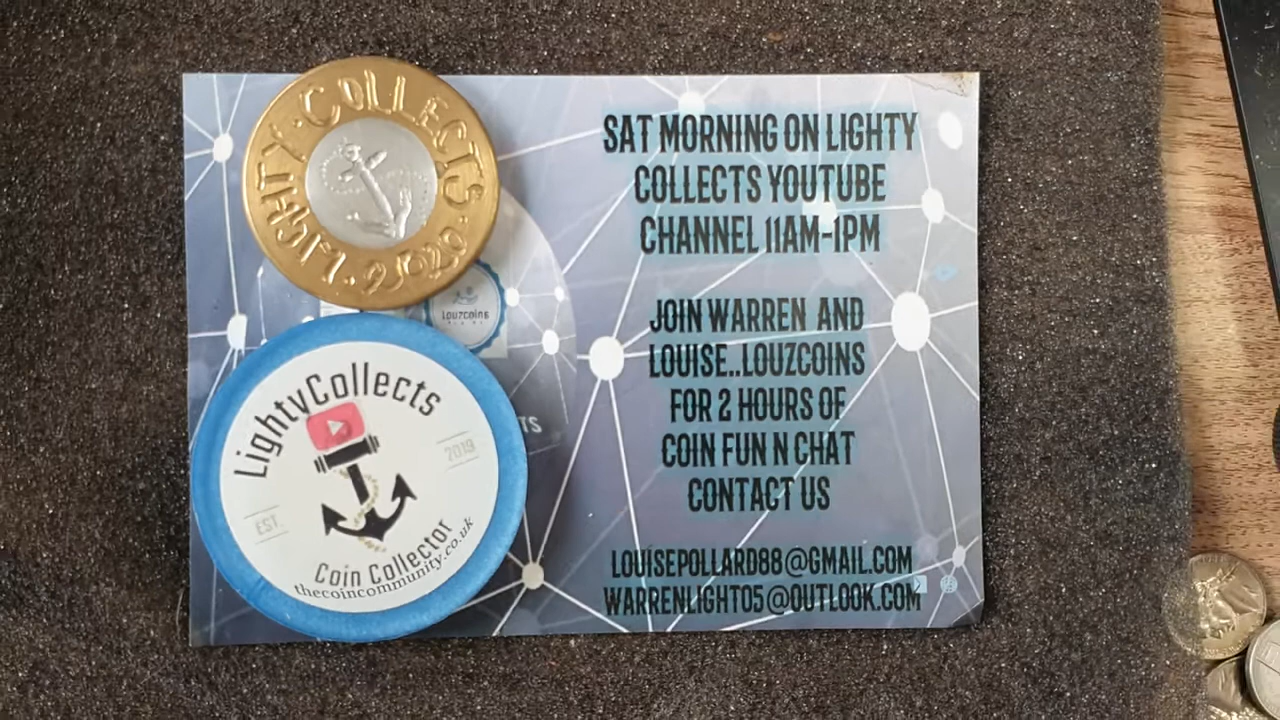 LIGHTY · COLLECTS ·
2020
LightyCollects
EST.
2019
Coin Collector
thecoincommunity.co.uk
Louzcoins
TS
SAT MORNING ON LIGHTY
COLLECTS YOUTUBE
CHANNEL 11AM-1PM
JOIN WARREN AND
LOUISE..LOUZCOINS
FOR 2 HOURS OF
COIN FUN N CHAT
CONTACT US
LOUISEPOLLARD88@GMAIL.COM
WARRENLIGHT05@OUTLOOK.COM